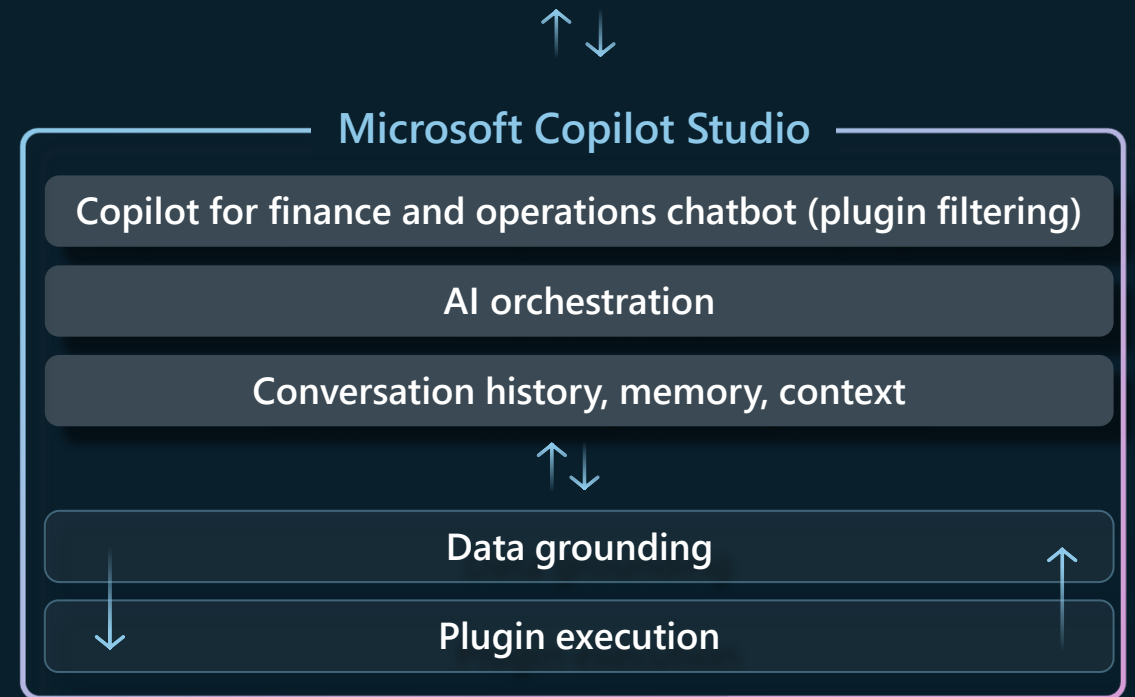 Microsoft Copilot Studio
Copilot for finance and operations chatbot (plugin filtering)
AI orchestration
Conversation history, memory, context
Data grounding
Plugin execution